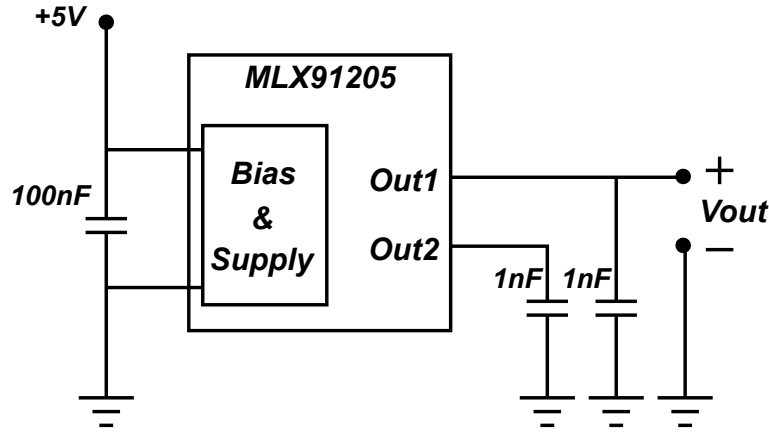 +5V
MLX91205
Bias
&
Supply
100nF
Out1
Out2
1nF
1nF
+
Vout
−